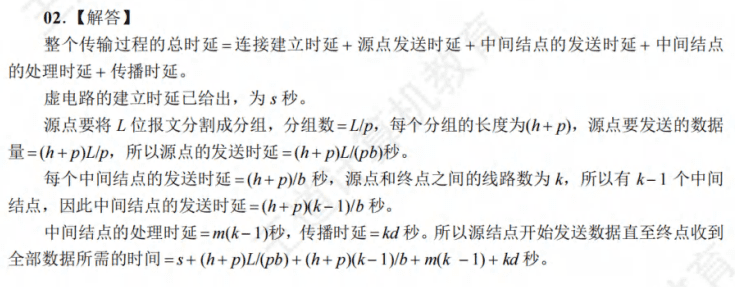 02.【解答】
整个传输过程的总时延=连接建立时延+源点发送时延+中间结点的发送时延+中间结点
的处理时延+传播时延。
虚电路的建立时延已给出，为 s 秒。
源点要将 L 位报文分割成分组，分组数=L/p，每个分组的长度为(h+p)，源点要发送的数据
量=(h+p)L/p，所以源点的发送时延=(h+p)L/(pb)秒。
每个中间结点的发送时延=(h+p)/b 秒，源点和终点之间的线路数为 k，所以有 k−1 个中间
结点，因此中间结点的发送时延=(h+p)(k−1)/b 秒。
中间结点的处理时延=m(k−1)秒，传播时延=kd 秒。所以源结点开始发送数据直至终点收到
全部数据所需的时间=s+(h+p)L/(pb)+(h+p)(k−1)/b+m(k −1)+kd 秒。